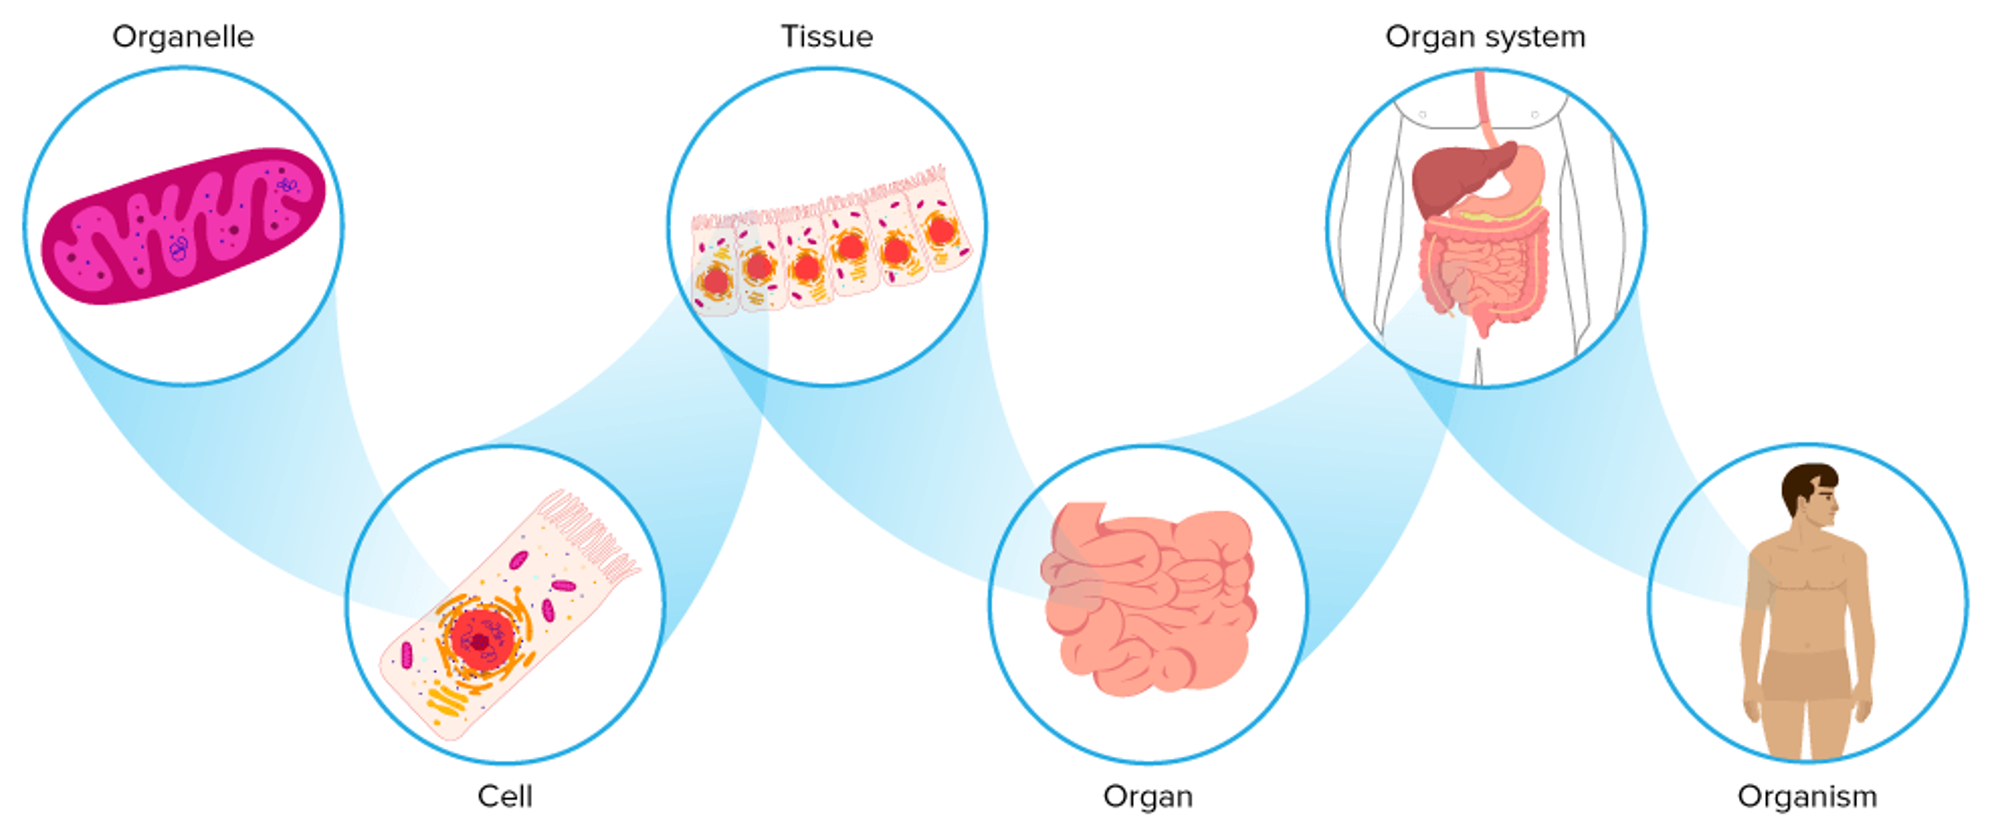 Organelle
Tissue
Organ system
Cell
Organ
Organism